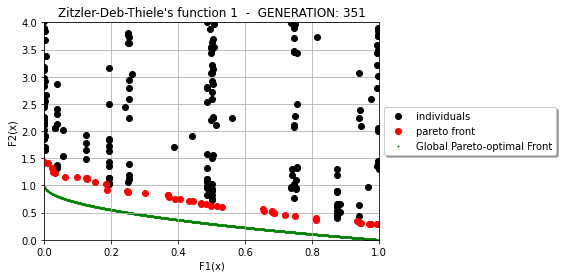 Zitzler-Deb-Thiele's function 1 - GENERATION: 351
4.0
3.5
3.0
2.5
2.0
1.5
1.0
0.5
0.0
F2(x)
0.0 0.2 0.4 0.6 0.8 1.0
F1(x)
individuals
pareto front
Global Pareto-optimal Front